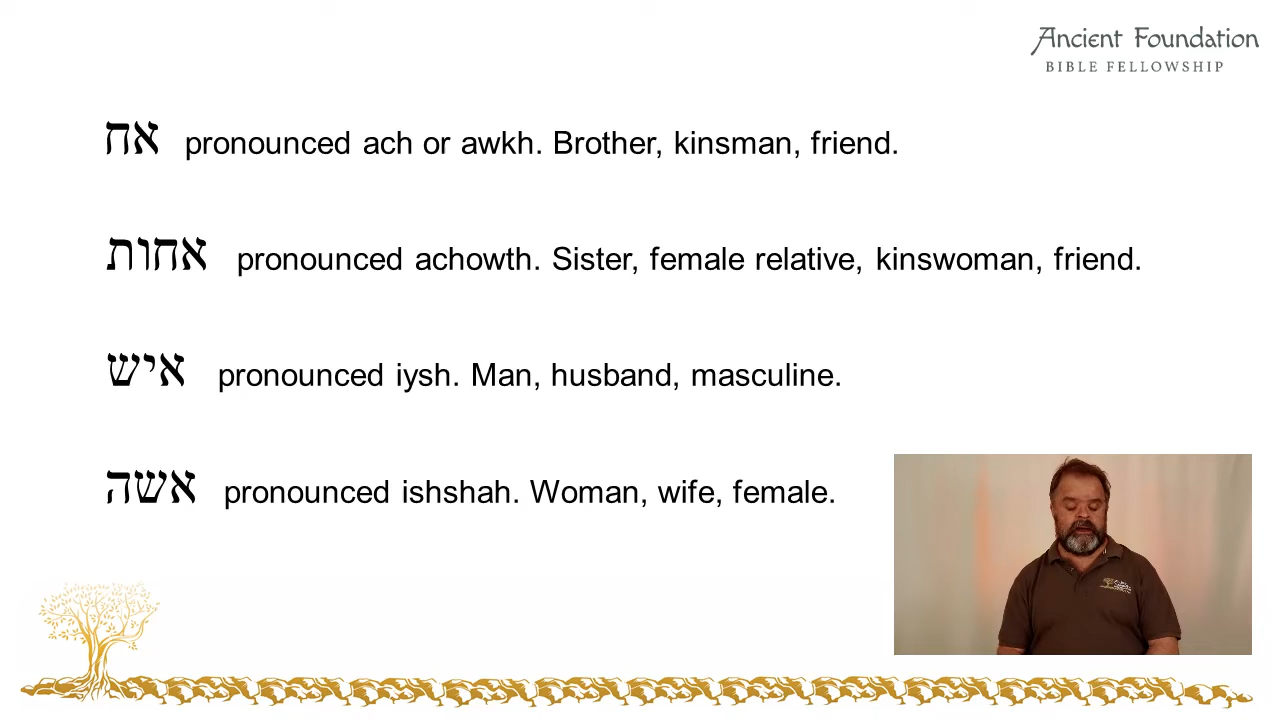 Ancient Foundation
BIBLE FELLOWSHIP
אח pronounced ach or awkh. Brother, kinsman, friend.
אחות pronounced achowth. Sister, female relative, kinswoman, friend.
איש pronounced iysh. Man, husband, masculine.
אשה pronounced ishshah. Woman, wife, female.